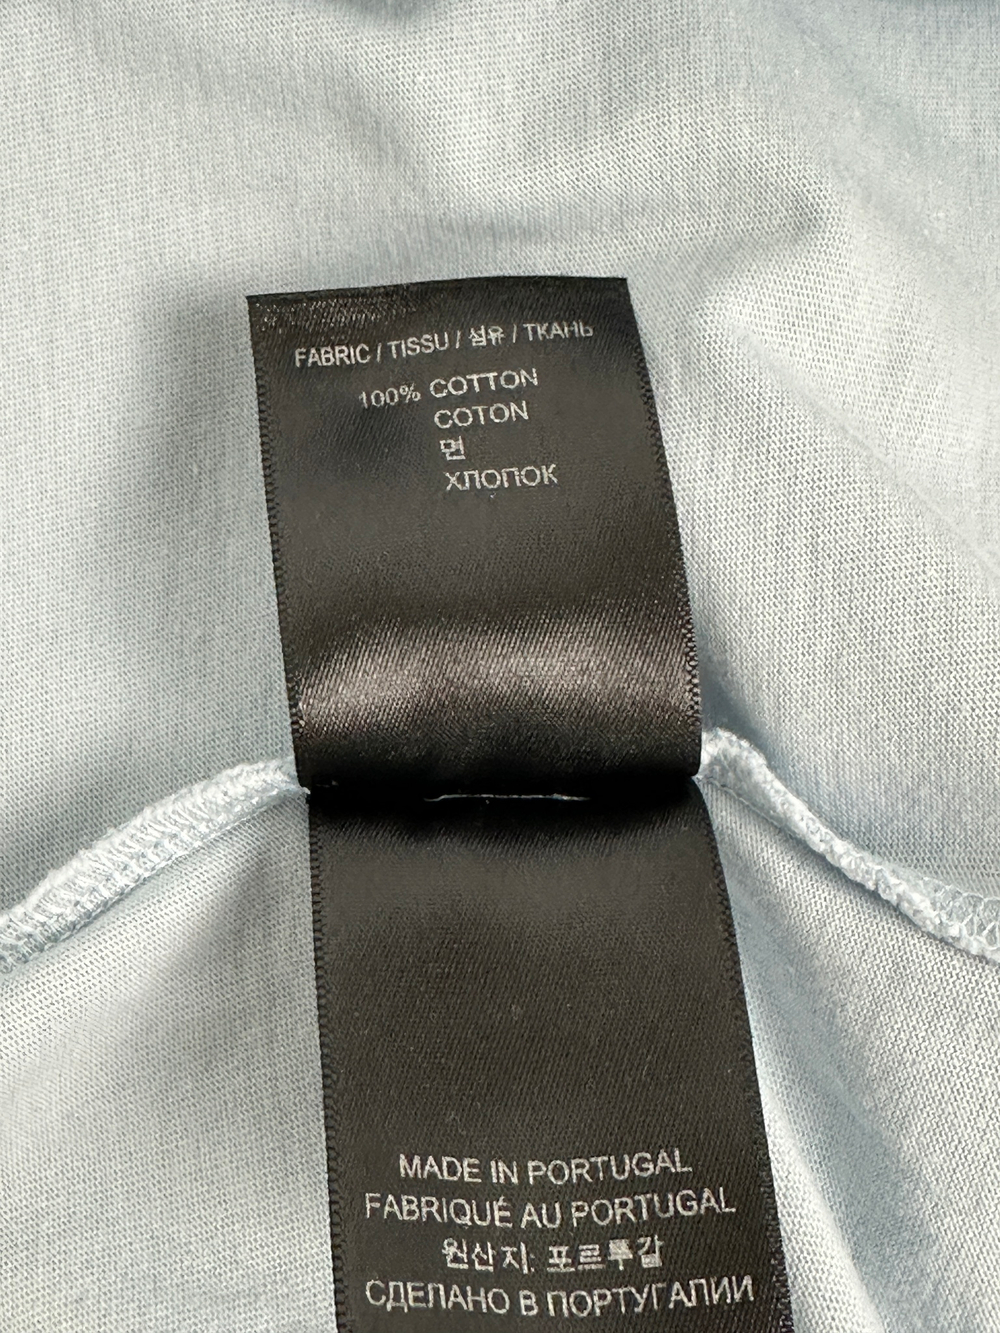 FABRIC / TISSU / 섬유 / ТКАНЬ
100% COTTON
COTON
면
ХЛОПОК
MADE IN PORTUGAL
FABRIQUÉ AU PORTUGAL
원산지: 포르투갈
СДЕЛАНО В ПОРТУГАЛИИ